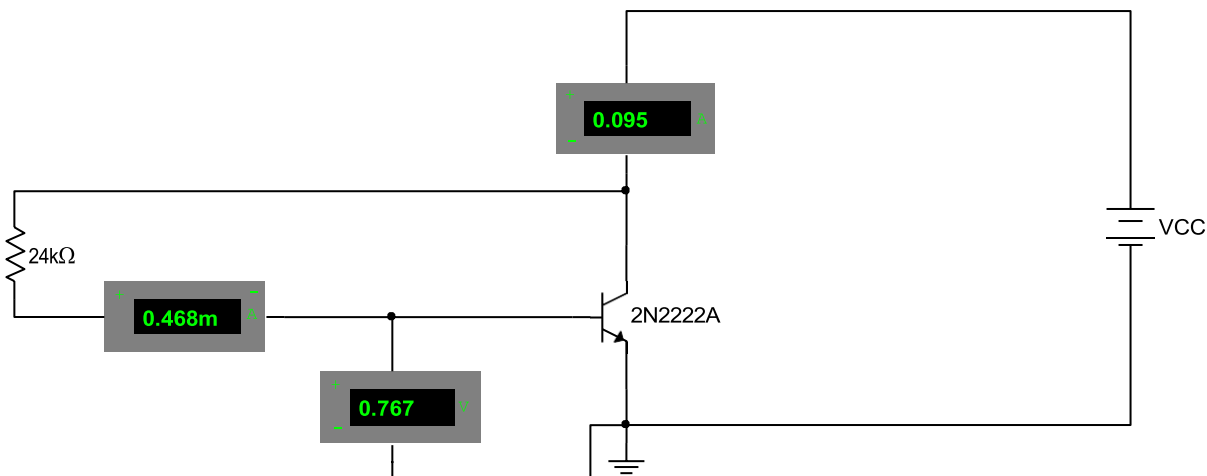 +
0.095 A
−
24kΩ
VCC
+ −
0.468m A
2N2222A
+
0.767 V
−